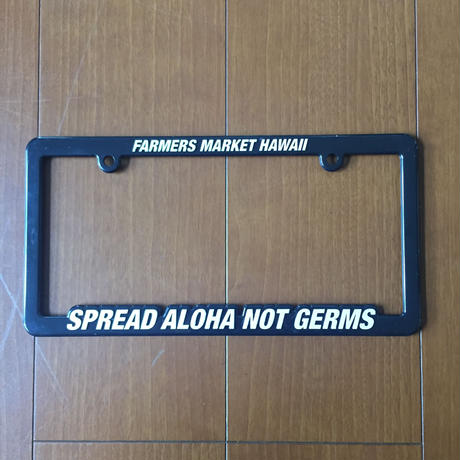 FARMERS MARKET HAWAII
SPREAD ALOHA NOT GERMS